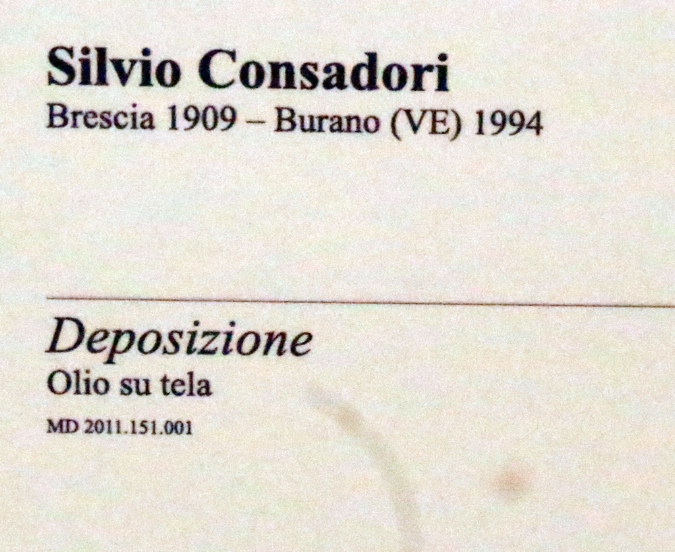 Silvio Consadori
Brescia 1909 – Burano (VE) 1994
Deposizione
Olio su tela
MD 2011.151.001